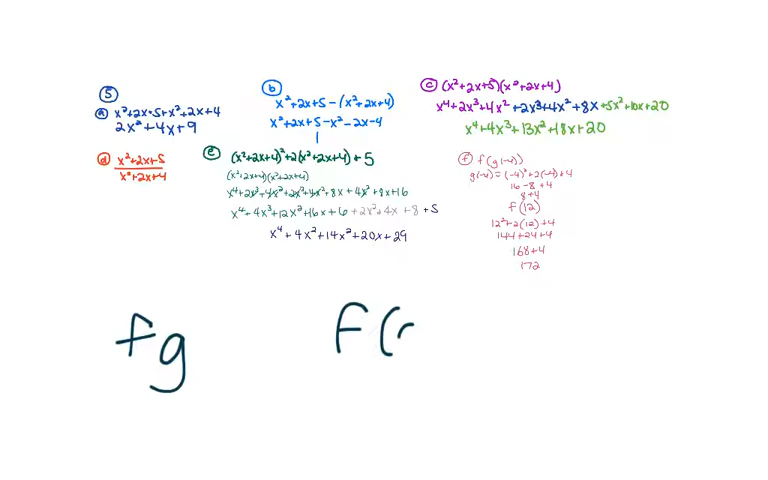 5
a x²+2x+5+x²+2x+4
2x²+4x+9
b x²+2x+5-(x²+2x+4)
x²+2x+5-x²-2x-4
1
c (x²+2x+5)(x²+2x+4)
x⁴+2x³+4x²+2x³+4x²+8x+5x²+10x+20
x⁴+4x³+13x²+18x+20
d x²+2x+5
x²+2x+4
e (x²+2x+4)²+2(x²+2x+4)+5
(x²+2x+4)(x²+2x+4)
x⁴+2x³+4x²+2x³+4x²+8x+4x²+8x+16
x⁴+4x³+12x²+16x+16+2x²+4x+8+5
x⁴+4x²+14x²+20x+29
f f(g(-4))
g(-4)=(-4)²+2(-4)+4
16-8+4
8+4
f(12)
12²+2(12)+4
144+24+4
168+4
172
fg f(